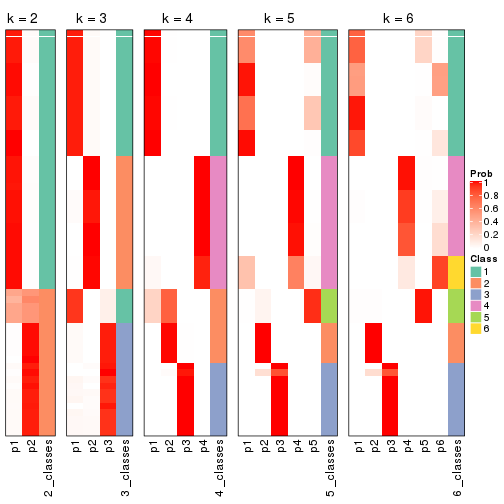 k = 2
k = 3
k = 4
k = 5
k = 6
Prob
1
0.8
0.6
0.4
0.2
0
Class
1
2
3
4
5
6
p1
p2
2_classes
p1
p2
p3
3_classes
p1
p2
p3
p4
4_classes
p1
p2
p3
p4
p5
5_classes
p1
p2
p3
p4
p5
p6
6_classes